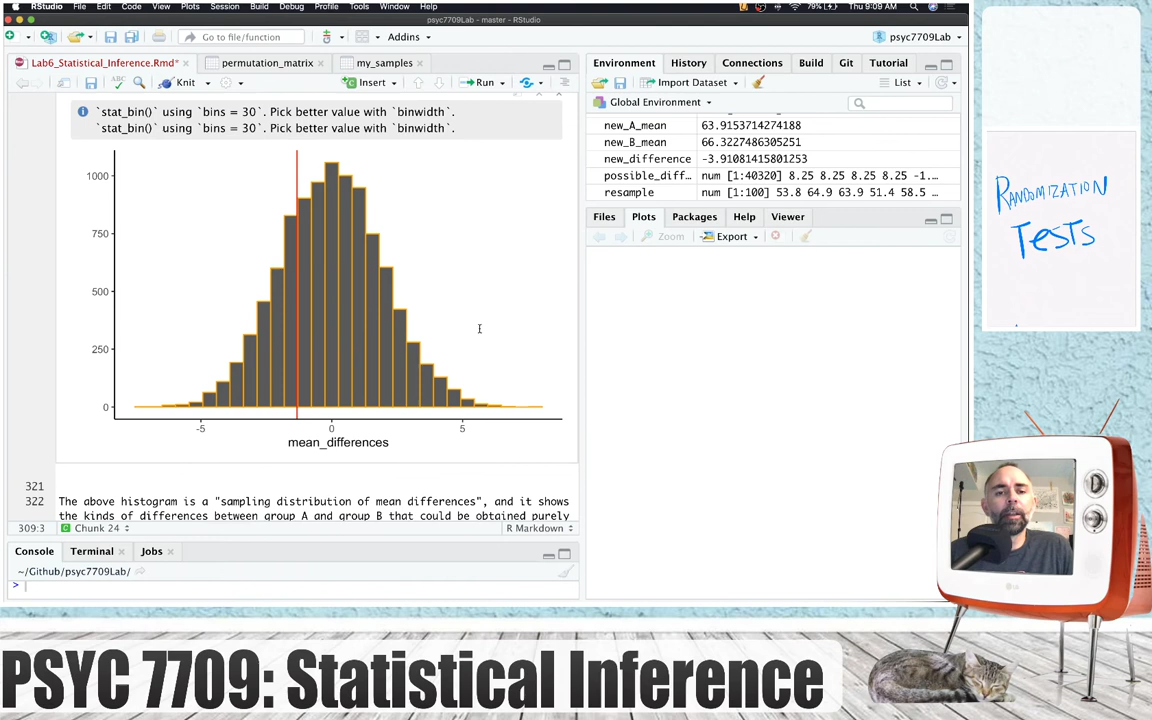 RStudio File Edit Code View Plots Session Build Debug Profile Tools Window Help 79% Thu 9:09 AM
psyc7709Lab - master - RStudio
Go to file/function Addins psyc7709Lab
Lab6_Statistical_Inference.Rmd* permutation_matrix my_samples
ABC Knit Insert Run
`stat_bin()` using `bins = 30`. Pick better value with `binwidth`.
`stat_bin()` using `bins = 30`. Pick better value with `binwidth`.
1000
750
500
250
0
-5 0 5
mean_differences
321
322 The above histogram is a "sampling distribution of mean differences", and it shows
the kinds of differences between group A and group B that could be obtained purely
309:3 C Chunk 24 R Markdown
Console Terminal Jobs
~/Github/psyc7709Lab/
>
Environment History Connections Build Git Tutorial
Import Dataset List
Global Environment
new_A_mean 63.9153714274188
new_B_mean 66.3227486305251
new_difference -3.91081415801253
possible_diff… num [1:40320] 8.25 8.25 8.25 8.25 -1.…
resample num [1:100] 53.8 64.9 63.9 51.4 58.5 …
Files Plots Packages Help Viewer
Zoom Export
RANDOMIZATION
TESTS
LG
PSYC 7709: Statistical Inference